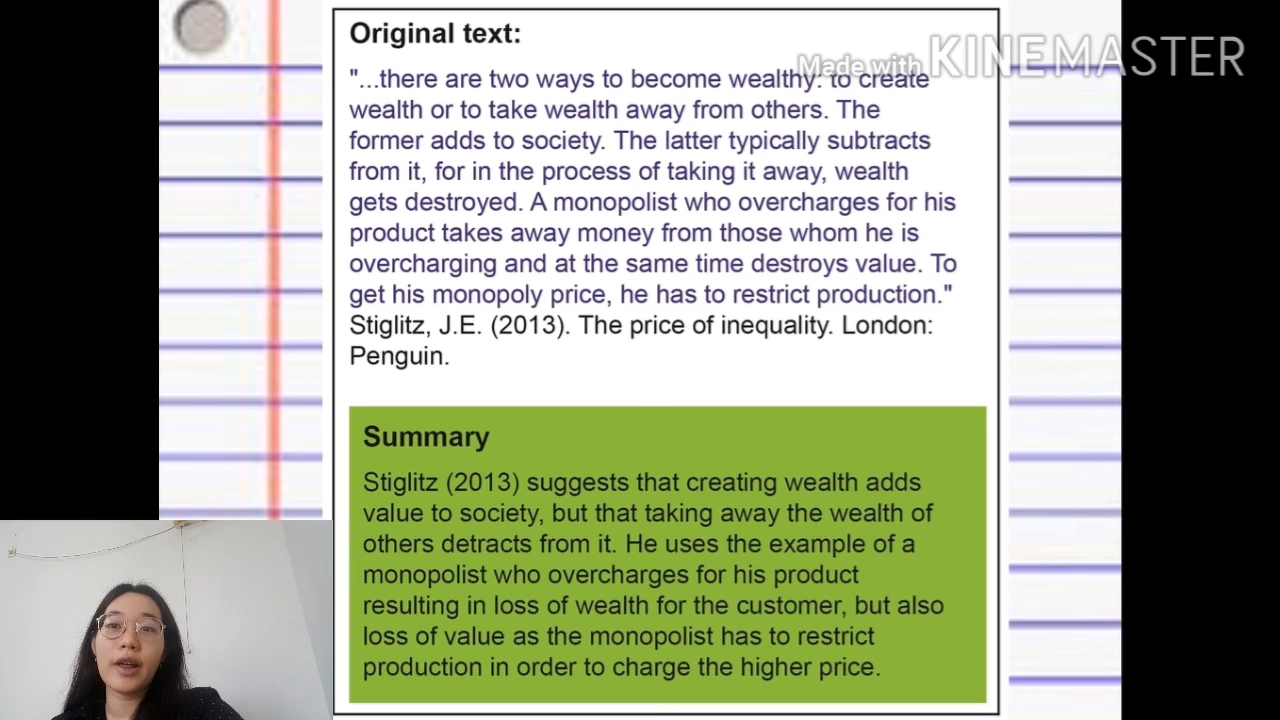 Original text:
Made with KINEMASTER
"...there are two ways to become wealthy: to create
wealth or to take wealth away from others. The
former adds to society. The latter typically subtracts
from it, for in the process of taking it away, wealth
gets destroyed. A monopolist who overcharges for his
product takes away money from those whom he is
overcharging and at the same time destroys value. To
get his monopoly price, he has to restrict production."
Stiglitz, J.E. (2013). The price of inequality. London:
Penguin.
Summary
Stiglitz (2013) suggests that creating wealth adds
value to society, but that taking away the wealth of
others detracts from it. He uses the example of a
monopolist who overcharges for his product
resulting in loss of wealth for the customer, but also
loss of value as the monopolist has to restrict
production in order to charge the higher price.